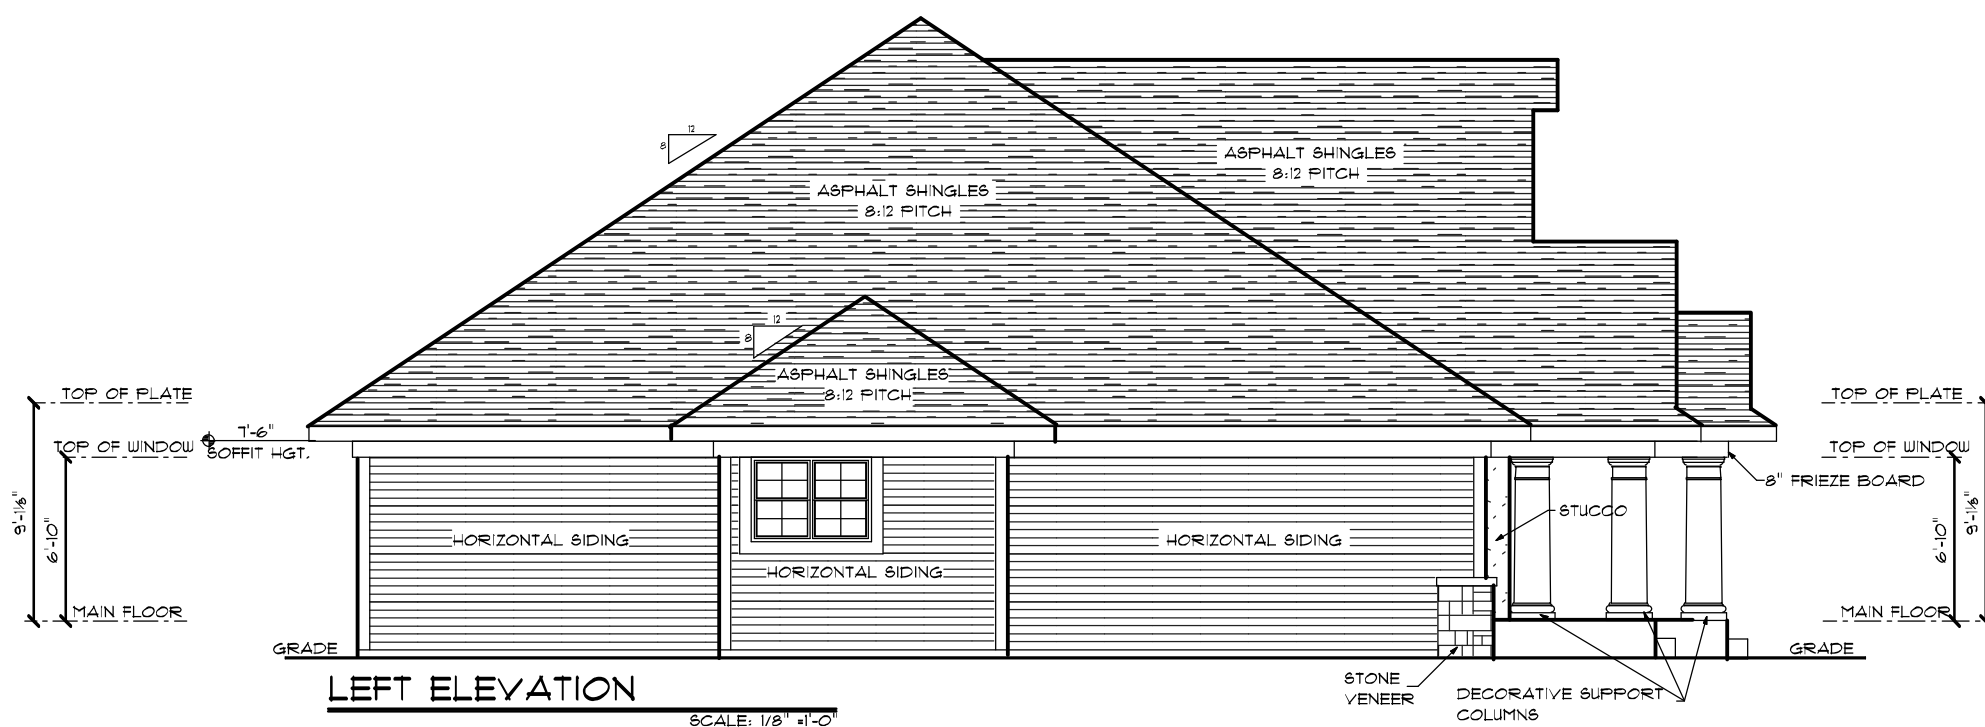 12
8
ASPHALT SHINGLES
8:12 PITCH
ASPHALT SHINGLES
8:12 PITCH
12
8
ASPHALT SHINGLES
8:12 PITCH
TOP OF PLATE
TOP OF PLATE
7'-6"
SOFFIT HGT.
TOP OF WINDOW
TOP OF WINDOW
8" FRIEZE BOARD
9'-1⅛"
6'-10"
STUCCO
6'-10"
9'-1⅛"
HORIZONTAL SIDING
HORIZONTAL SIDING
HORIZONTAL SIDING
MAIN FLOOR
MAIN FLOOR
GRADE
GRADE
STONE
VENEER
DECORATIVE SUPPORT
COLUMNS
LEFT ELEVATION
SCALE: 1/8" =1'-0"